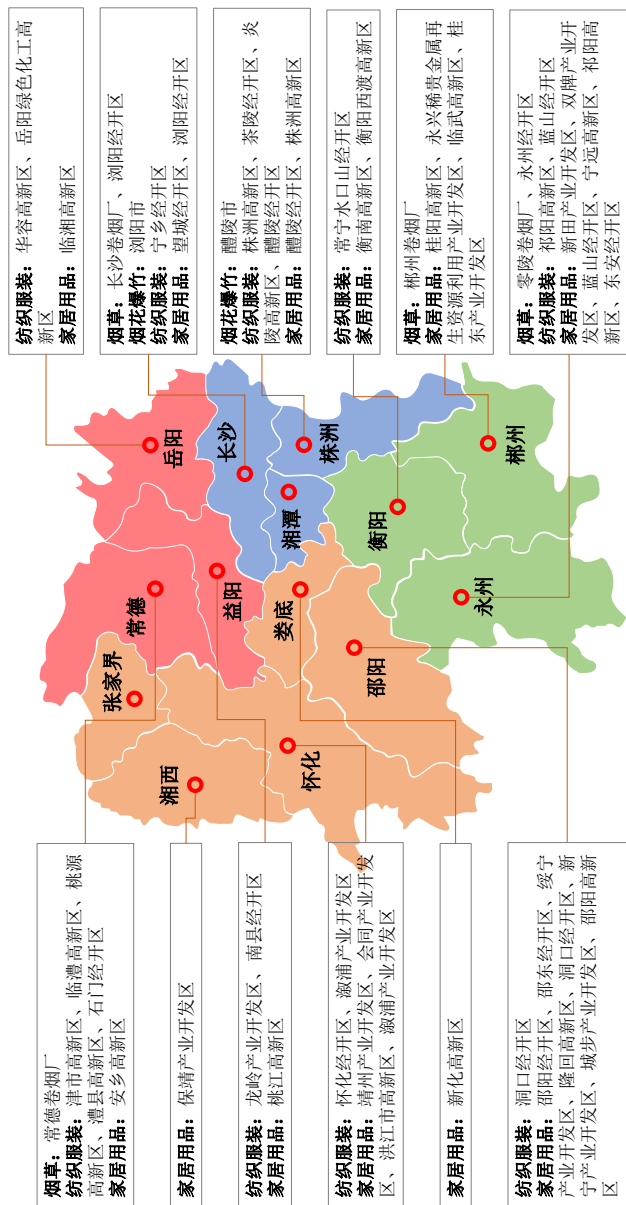 烟草：常德卷烟厂
纺织服装：津市高新区、临澧高新区、桃源
高新区、澧县高新区、石门经开区
家居用品：安乡高新区
家居用品：保靖产业开发区
纺织服装：龙岭产业开发区、南县经开区
家居用品：桃江高新区
纺织服装：怀化经开区、溆浦产业开发区
家居用品：靖州产业开发区、会同产业开发
区、洪江市高新区、溆浦产业开发区
家居用品：新化高新区
纺织服装：洞口经开区
家居用品：邵阳经开区、邵东经开区、绥宁
产业开发区、隆回高新区、洞口经开区、新
宁产业开发区、城步产业开发区、邵阳高新
区
张家界
常德
岳阳
湘西
益阳
长沙
怀化
娄底
湘潭
株洲
邵阳
衡阳
永州
郴州
纺织服装：华容高新区、岳阳绿色化工高
新区
家居用品：临湘高新区
烟草：长沙卷烟厂、浏阳经开区
烟花爆竹：浏阳市
纺织服装：宁乡经开区
家居用品：望城经开区、浏阳经开区
烟花爆竹：醴陵市
纺织服装：株洲高新区、茶陵经开区、炎
陵高新区、醴陵经开区
家居用品：醴陵经开区、株洲高新区
纺织服装：常宁水口山经开区
家居用品：衡南高新区、衡阳西渡高新区
烟草：郴州卷烟厂
家居用品：桂阳高新区、永兴稀贵金属再
生资源利用产业开发区、临武高新区、桂
东产业开发区
烟草：零陵卷烟厂、永州经开区
纺织服装：祁阳高新区、蓝山经开区
家居用品：新田产业开发区、双牌产业开
发区、蓝山经开区、宁远高新区、祁阳高
新区、东安经开区